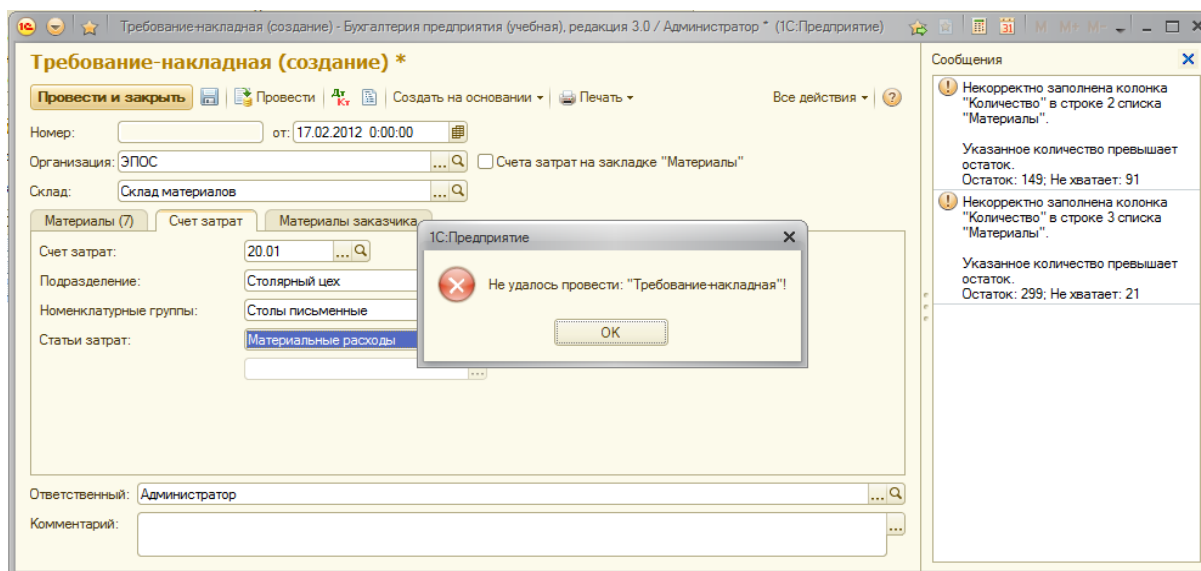 Требование-накладная (создание) - Бухгалтерия предприятия (учебная), редакция 3.0 / Администратор * (1С:Предприятие)
M M+ M-
Требование-накладная (создание) *
Провести и закрыть Провести Дт Кт Создать на основании Печать Все действия
Номер: от: 17.02.2012 0:00:00
Организация: ЭПОС ... Счета затрат на закладке "Материалы"
Склад: Склад материалов ...
Материалы (7) Счет затрат Материалы заказчика
Счет затрат: 20.01 ...
Подразделение: Столярный цех
Номенклатурные группы: Столы письменные
Статьи затрат: Материальные расходы
...
1С:Предприятие
Не удалось провести: "Требование-накладная"!
OK
Ответственный: Администратор ...
Комментарий: ...
Сообщения
Некорректно заполнена колонка
"Количество" в строке 2 списка
"Материалы".
Указанное количество превышает
остаток.
Остаток: 149; Не хватает: 91
Некорректно заполнена колонка
"Количество" в строке 3 списка
"Материалы".
Указанное количество превышает
остаток.
Остаток: 299; Не хватает: 21